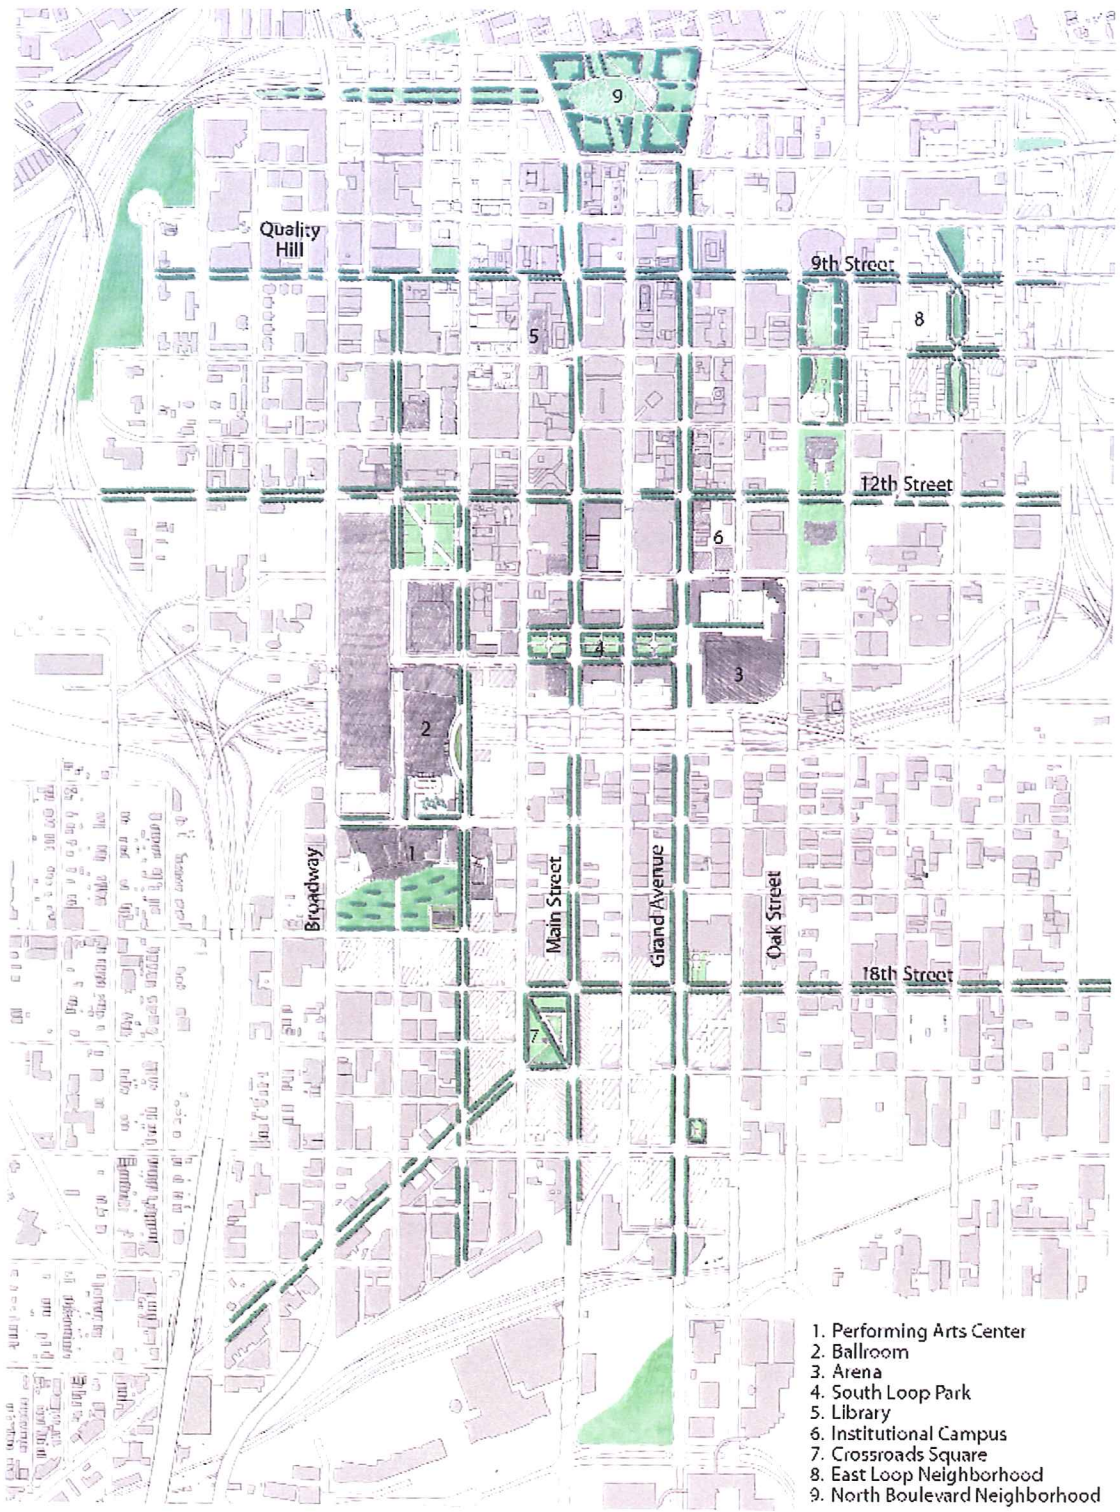 9
Quality
Hill
9th Street
8
5
12th Street
6
4
3
2
1
Broadway
Main Street
Grand Avenue
Oak Street
18th Street
7
1. Performing Arts Center
2. Ballroom
3. Arena
4. South Loop Park
5. Library
6. Institutional Campus
7. Crossroads Square
8. East Loop Neighborhood
9. North Boulevard Neighborhood